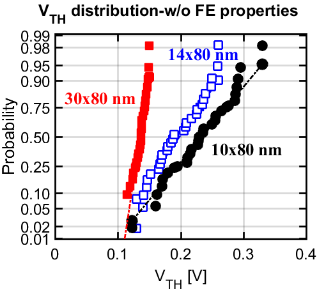 V_TH distribution-w/o FE properties
0.99
0.98
0.95
0.90
0.75
0.50
0.25
0.10
0.05
0.02
0.01
Probability
14x80 nm
30x80 nm
10x80 nm
0 0.1 0.2 0.3 0.4
V_TH [V]